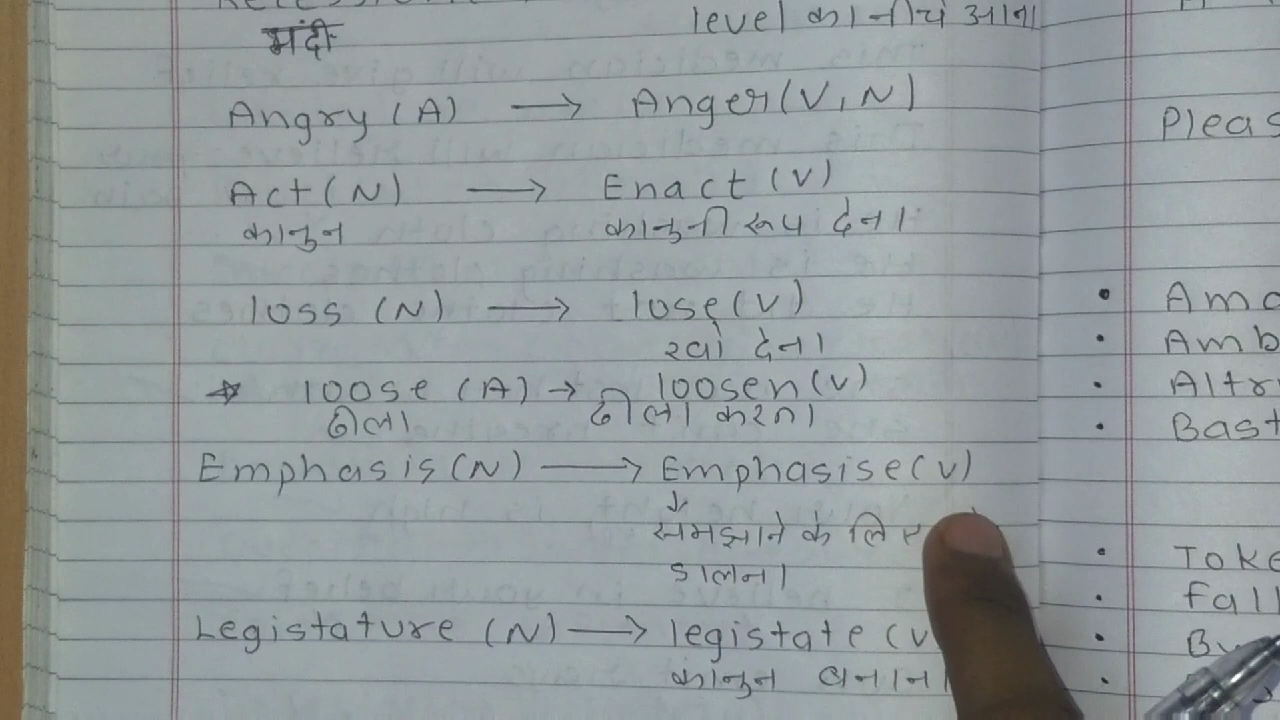 मंदी
level का नीचे आना
Angry (A) → Anger (V, N)
Act (N) → Enact (V)
कानुन कानुनी रूप देना।
loss (N) → lose (V)
खो देना।
☆ loose (A) → loosen (V)
ढीला ढीला करना।
Emphasis (N) → Emphasise (V)
↓
समझाने के लिए
डालना।
Legistature (N) → legistate (V
कानुन बनाना।
Pleas
• Ama
• Amb
• Altr
• Bast
• Toke
• Fall